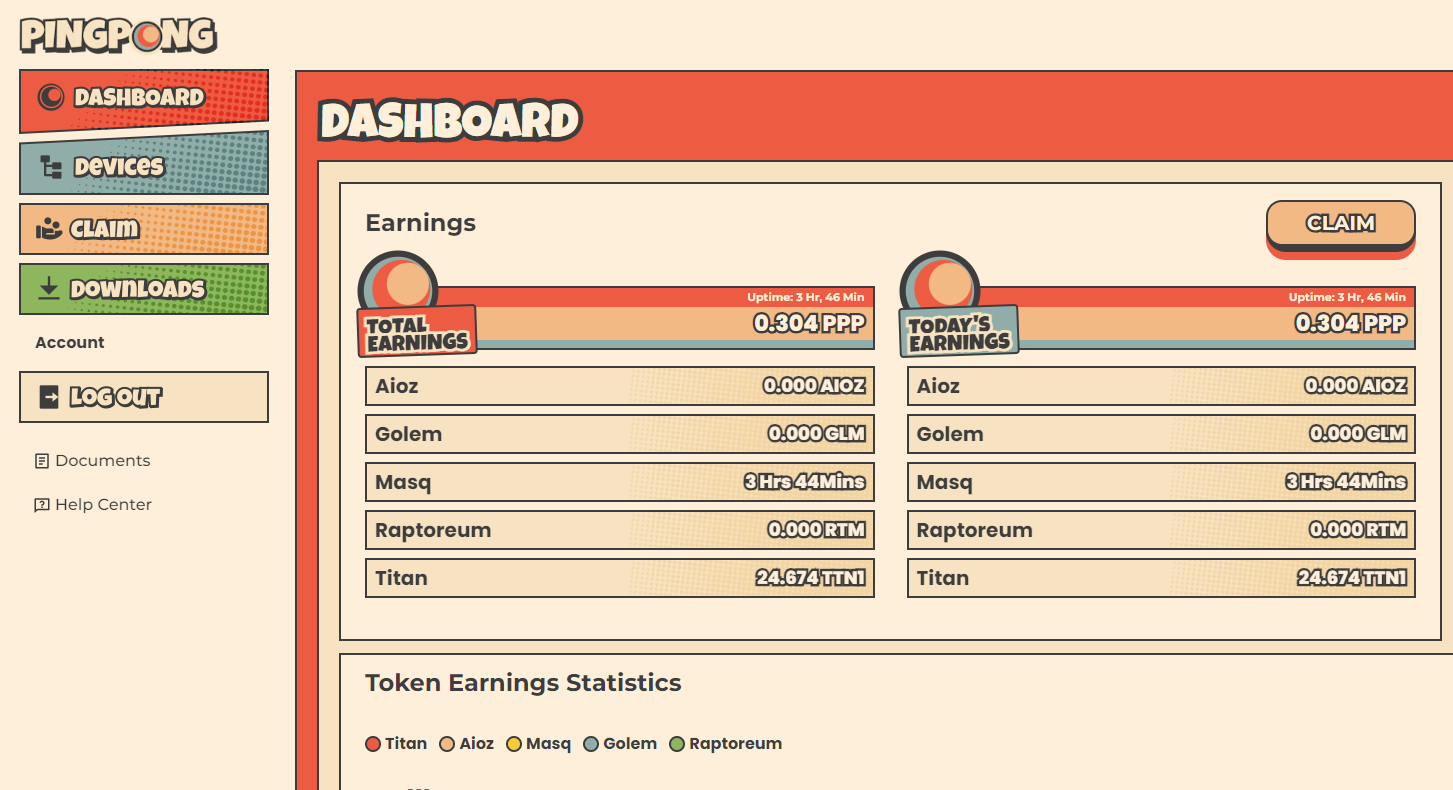 PINGPONG
DASHBOARD
Devices
Claim
Downloads
Account
LOG OUT
Documents
Help Center
DASHBOARD
Earnings
CLAIM
Uptime: 3 Hr, 46 Min
0.304 PPP
TOTAL
EARNINGS
Aioz 0.000 AIOZ
Golem 0.000 GLM
Masq 3 Hrs 44Mins
Raptoreum 0.000 RTM
Titan 24.674 TTN1
Uptime: 3 Hr, 46 Min
0.304 PPP
TODAY'S
EARNINGS
Aioz 0.000 AIOZ
Golem 0.000 GLM
Masq 3 Hrs 44Mins
Raptoreum 0.000 RTM
Titan 24.674 TTN1
Token Earnings Statistics
Titan Aioz Masq Golem Raptoreum